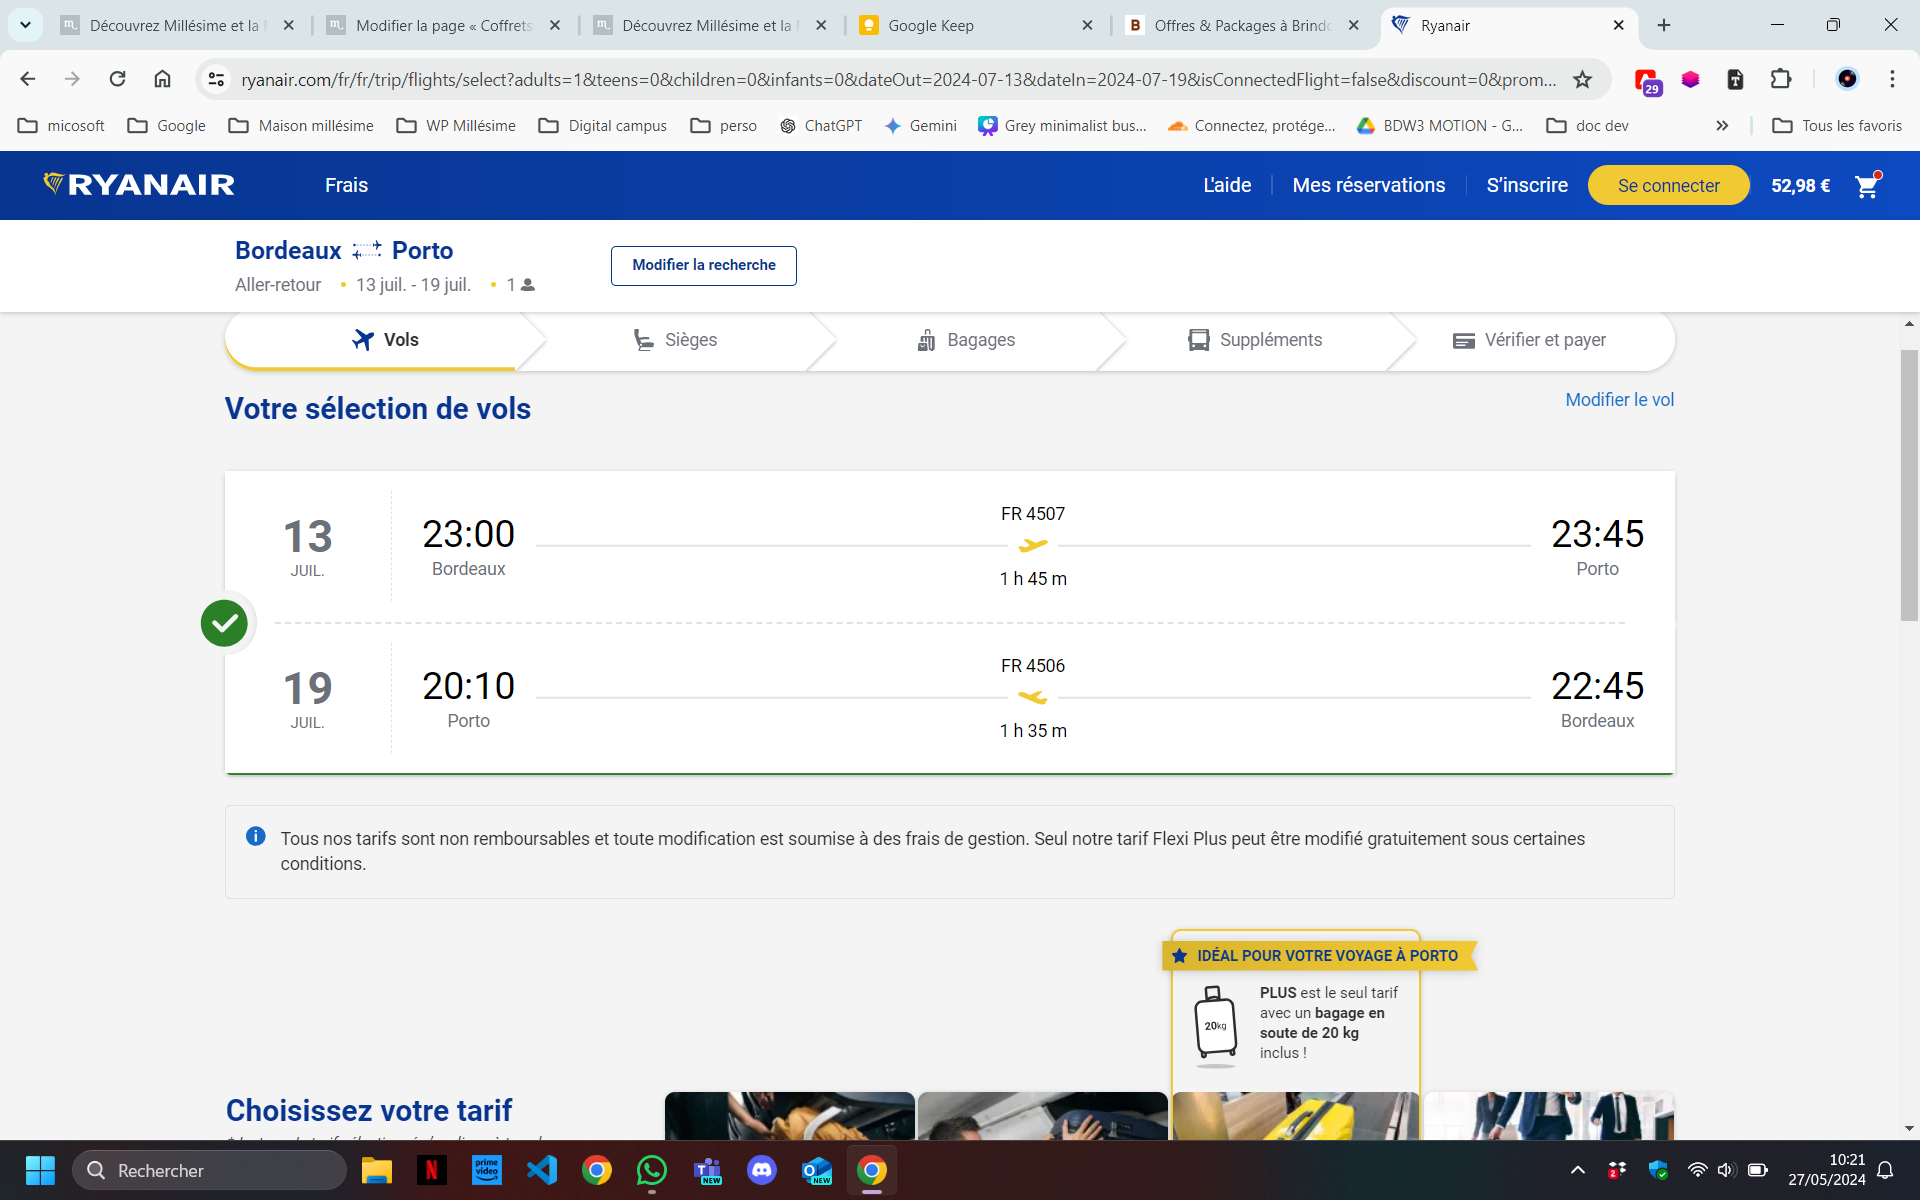 Découvrez Millésime et la M
Modifier la page « Coffrets
Découvrez Millésime et la M
Google Keep
Offres & Packages à Brindo
Ryanair
ryanair.com/fr/fr/trip/flights/select?adults=1&teens=0&children=0&infants=0&dateOut=2024-07-13&dateIn=2024-07-19&isConnectedFlight=false&discount=0&prom...
29
micosoft
Google
Maison millésime
WP Millésime
Digital campus
perso
ChatGPT
Gemini
Grey minimalist bus...
Connectez, protége...
BDW3 MOTION - G...
doc dev
Tous les favoris
RYANAIR
Frais
L'aide
Mes réservations
S'inscrire
Se connecter
52,98 €
Bordeaux
Porto
Modifier la recherche
Aller-retour • 13 juil. - 19 juil. • 1
Vols
Sièges
Bagages
Suppléments
Vérifier et payer
Votre sélection de vols
Modifier le vol
13
JUIL.
23:00
Bordeaux
FR 4507
1 h 45 m
23:45
Porto
19
JUIL.
20:10
Porto
FR 4506
1 h 35 m
22:45
Bordeaux
Tous nos tarifs sont non remboursables et toute modification est soumise à des frais de gestion. Seul notre tarif Flexi Plus peut être modifié gratuitement sous certaines
conditions.
IDÉAL POUR VOTRE VOYAGE À PORTO
20kg
PLUS est le seul tarif
avec un bagage en
soute de 20 kg
inclus !
Choisissez votre tarif
Rechercher
prime video
NEW
NEW
2
10:21
27/05/2024